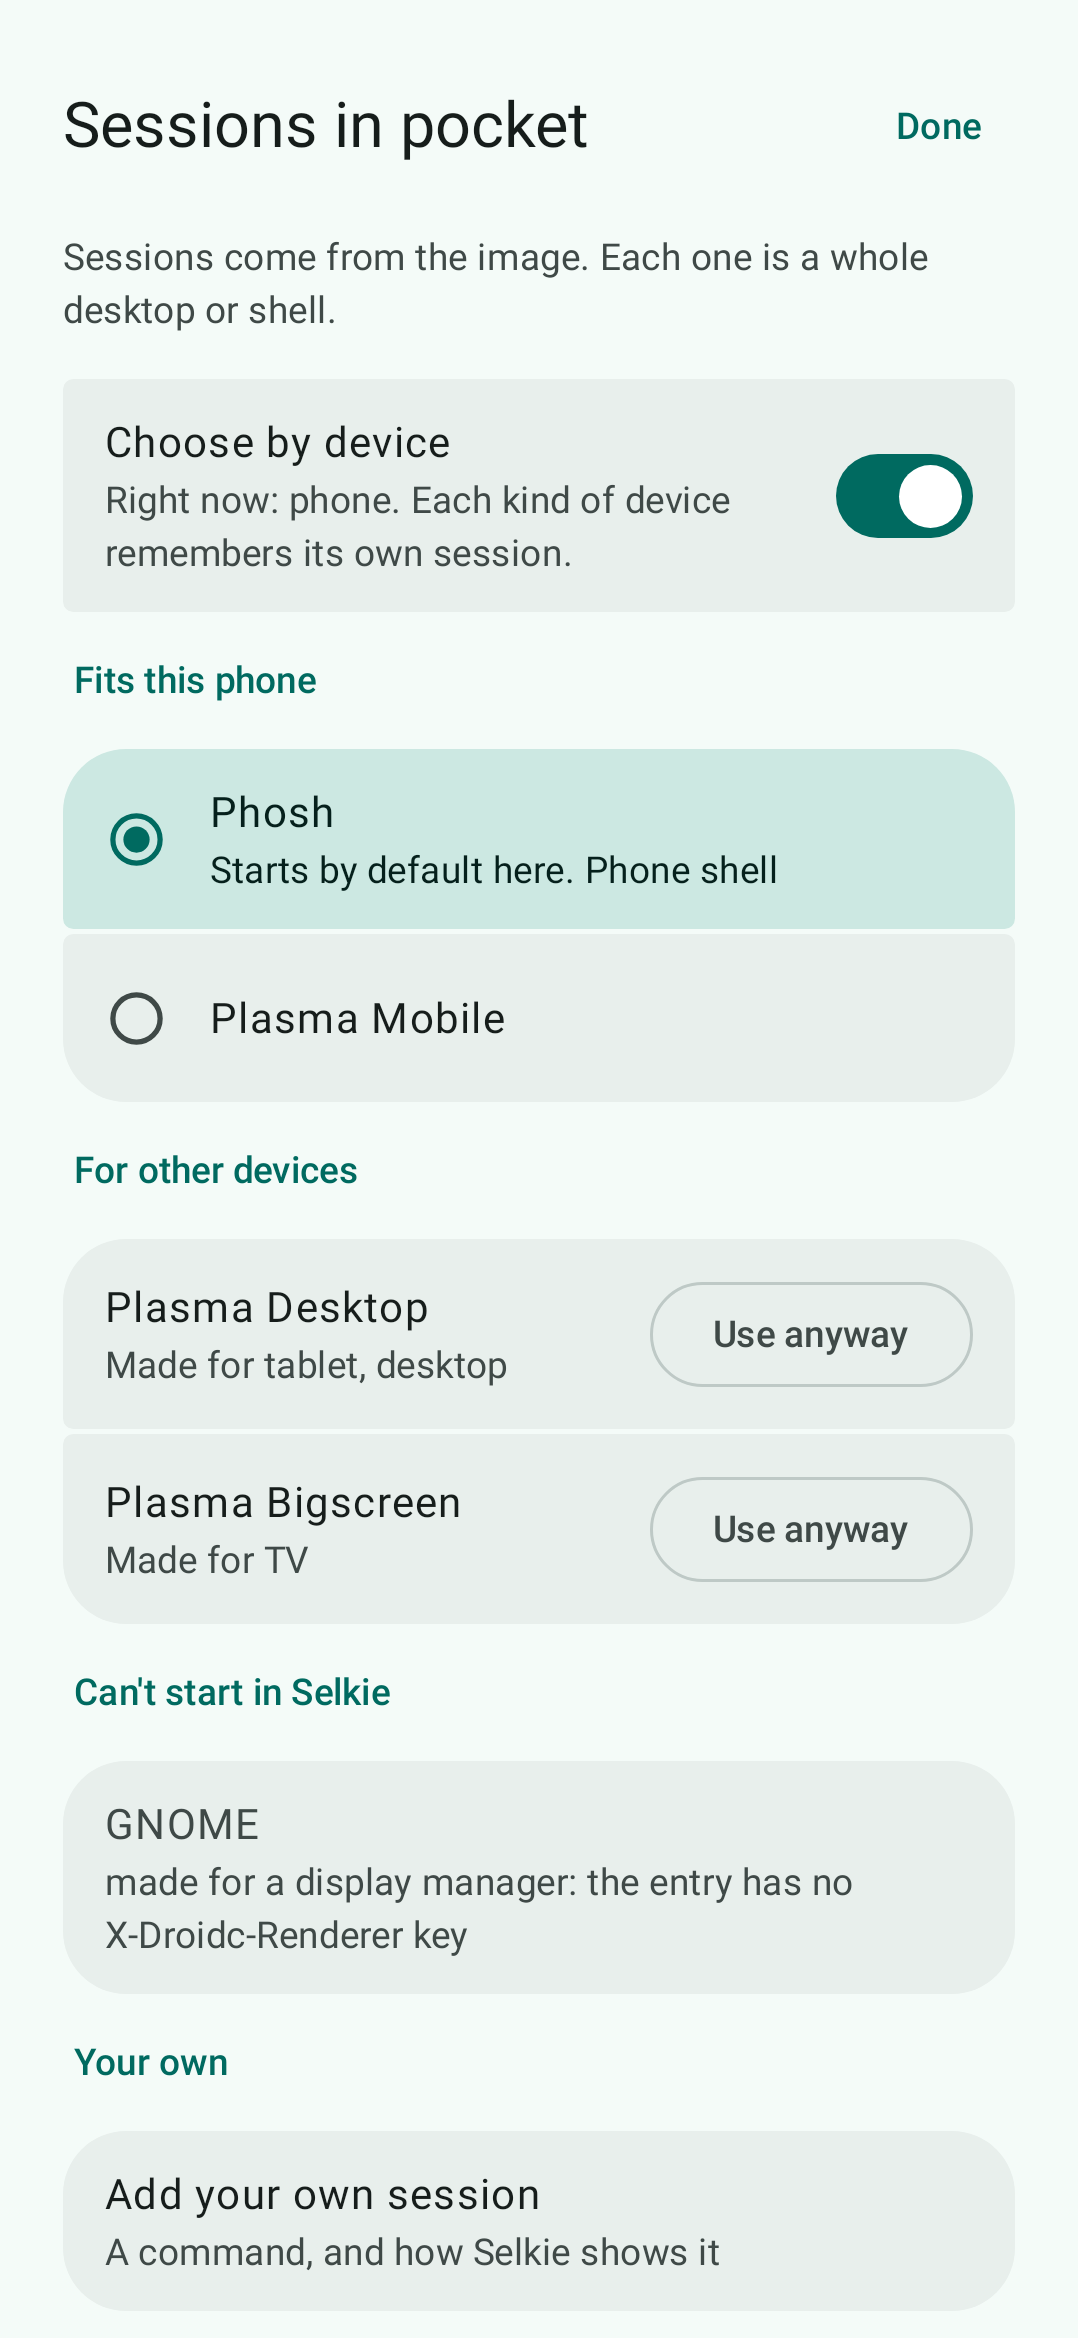 Sessions in pocket
Done
Sessions come from the image. Each one is a whole
desktop or shell.
Choose by device
Right now: phone. Each kind of device
remembers its own session.
Fits this phone
Phosh
Starts by default here. Phone shell
Plasma Mobile
For other devices
Plasma Desktop
Made for tablet, desktop
Use anyway
Plasma Bigscreen
Made for TV
Use anyway
Can't start in Selkie
GNOME
made for a display manager: the entry has no
X-Droidc-Renderer key
Your own
Add your own session
A command, and how Selkie shows it